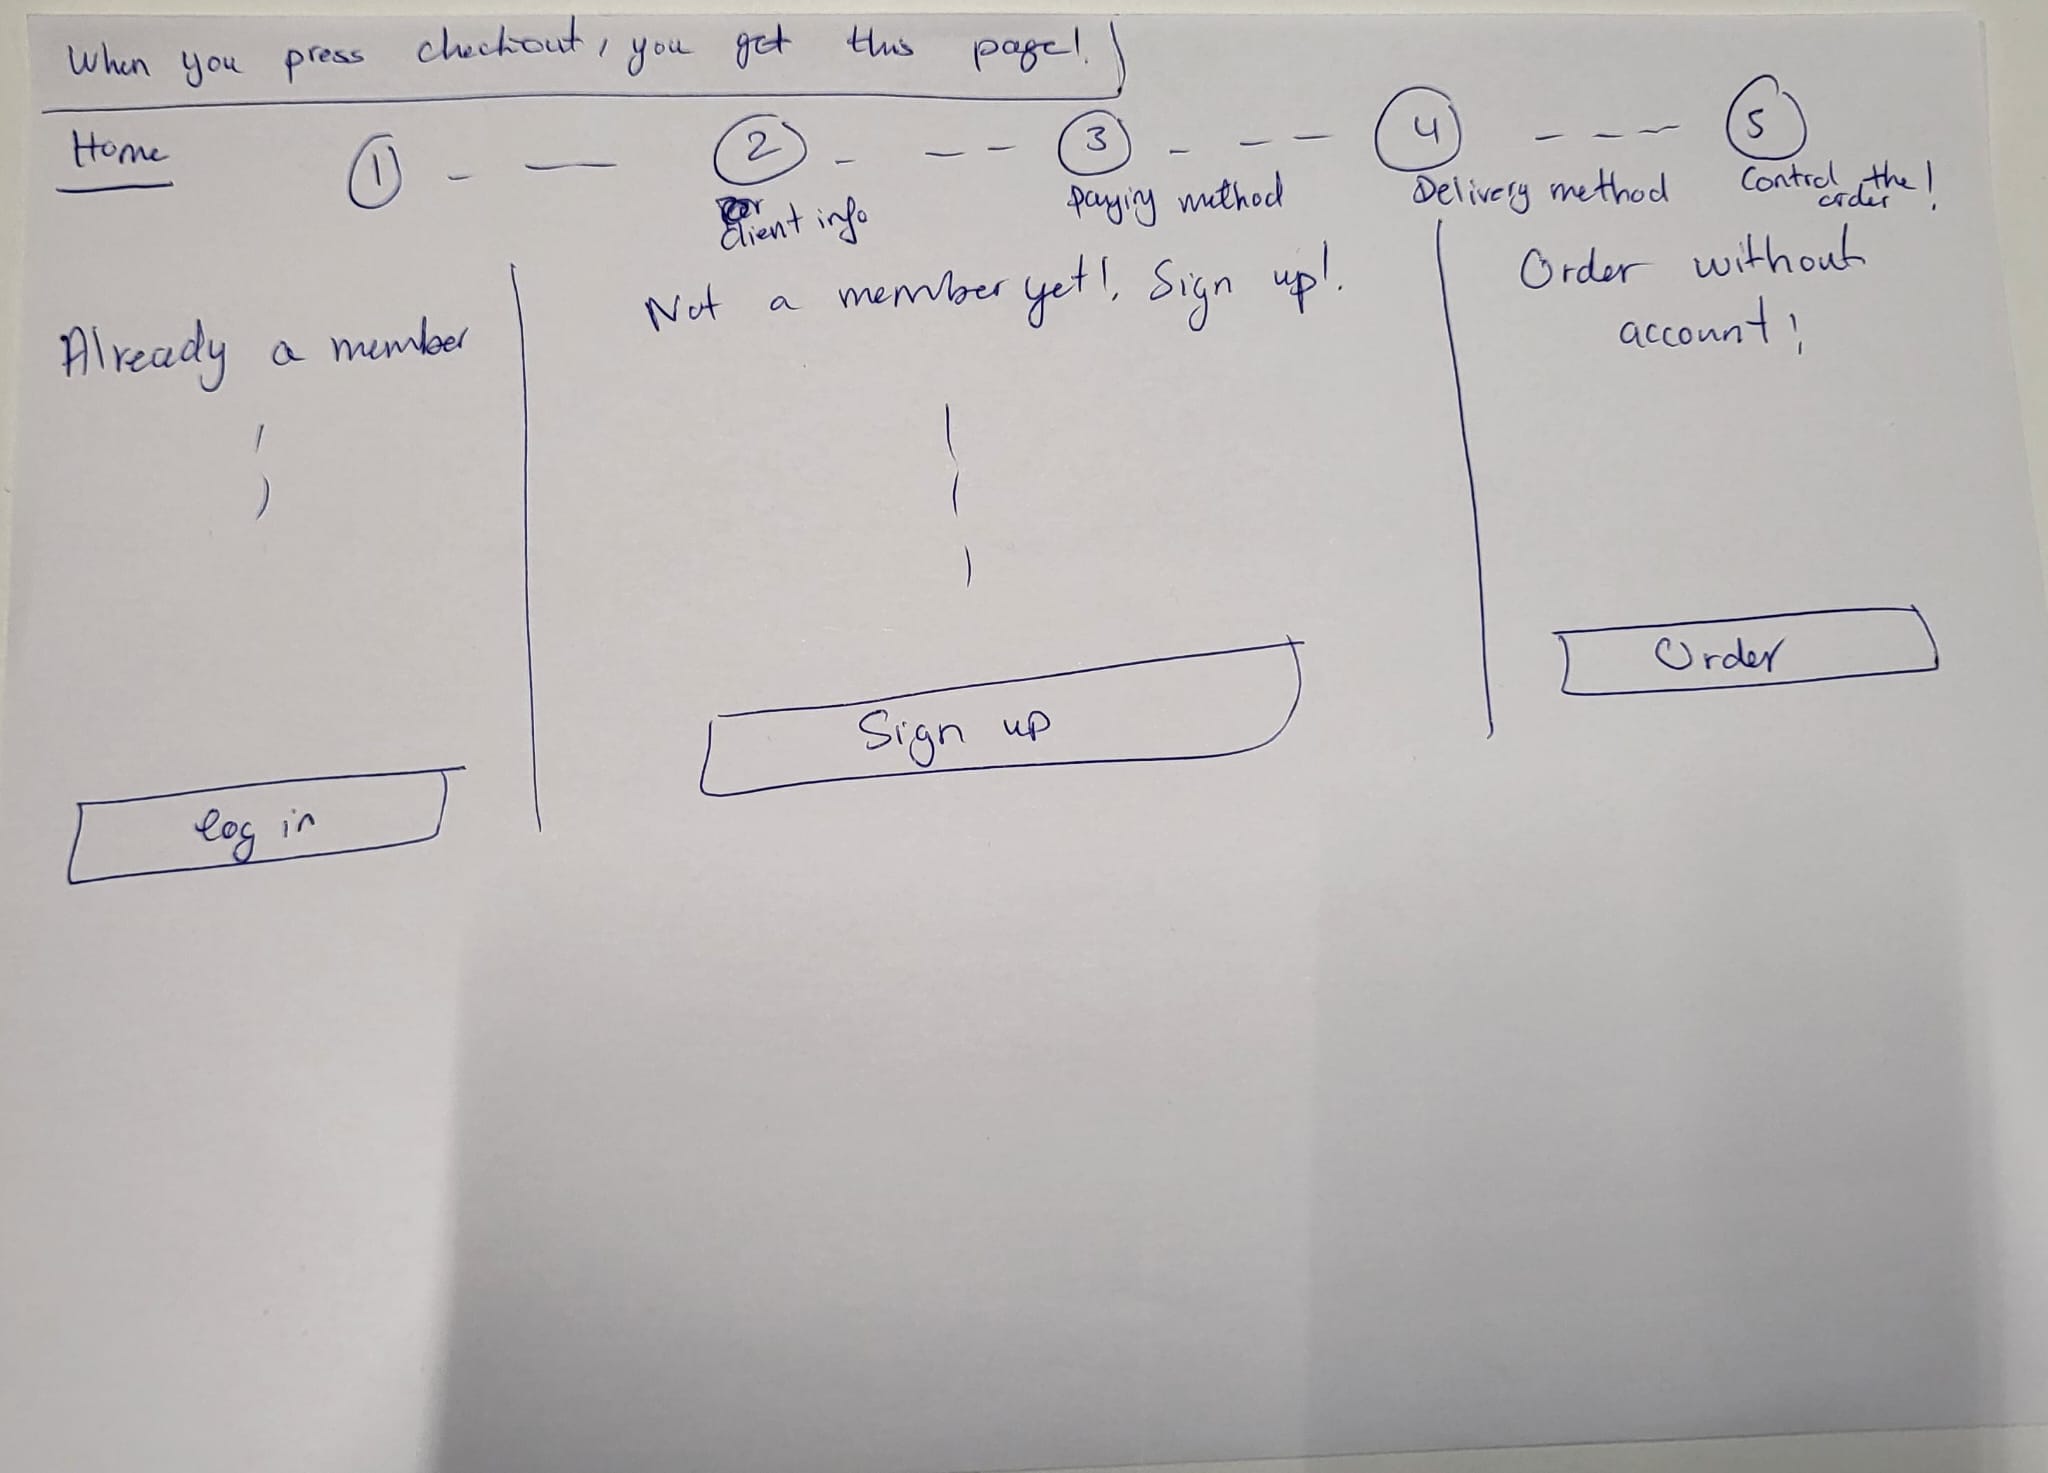 When you press checkout, you get this page!
Home
1 2 3 4 5
Client info
paying method
Delivery method
Control the order!
Already a member
Not a member yet!, Sign up!.
Order without
account!
log in
Sign up
Order